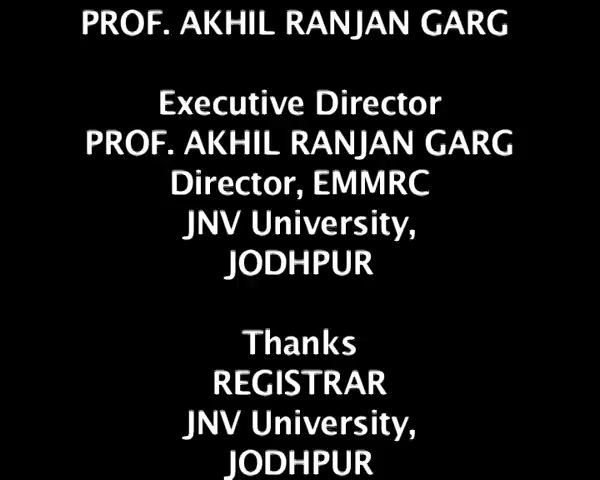 PROF. AKHIL RANJAN GARG
Executive Director
PROF. AKHIL RANJAN GARG
Director, EMMRC
JNV University,
JODHPUR
Thanks
REGISTRAR
JNV University,
JODHPUR